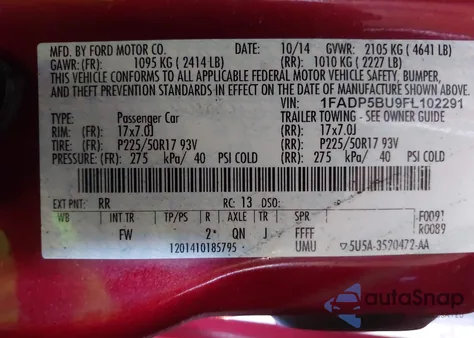 MFD. BY FORD MOTOR CO. DATE: 10/14 GVWR: 2105 KG ( 4641 LB)
GAWR: (FR): 1095 KG ( 2414 LB) (RR): 1010 KG ( 2227 LB)
THIS VEHICLE CONFORMS TO ALL APPLICABLE FEDERAL MOTOR VEHICLE SAFETY, BUMPER,
AND THEFT PREVENTION STANDARDS IN EFFECT ON THE DATE OF MANUFACTURE SHOWN ABOVE.
VIN: 1FADP5BU9FL102291
TYPE: Passenger Car TRAILER TOWING - SEE OWNER GUIDE
RIM: (FR): 17x7.0J (RR): 17x7.0J
TIRE: (FR): P225/50R17 93V (RR): P225/50R17 93V
PRESSURE: (FR): 275 kPa/ 40 PSI COLD (RR): 275 kPa/ 40 PSI COLD
EXT PNT: RR RC: 13 DSO:
WB INT TR TP/PS R AXLE TR SPR F0091
FW 2* QN J FFFF R0089
1201410185795 UMU 5U5A-3520472-AA
autoSnap